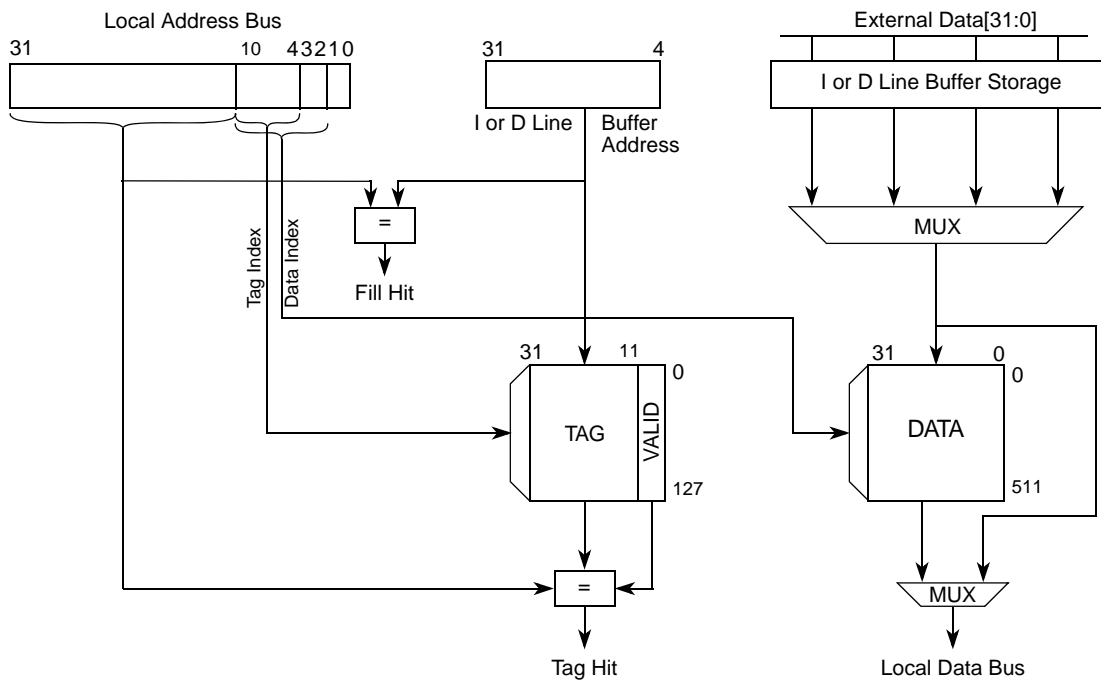 Local Address Bus
External Data[31:0]
31 10 4 3 2 1 0
31 4
I or D Line Buffer Storage
I or D Line Buffer
Address
=
MUX
Tag Index
Data Index
Fill Hit
31 11
0
31 0
0
TAG
VALID
DATA
127
511
=
MUX
Tag Hit
Local Data Bus